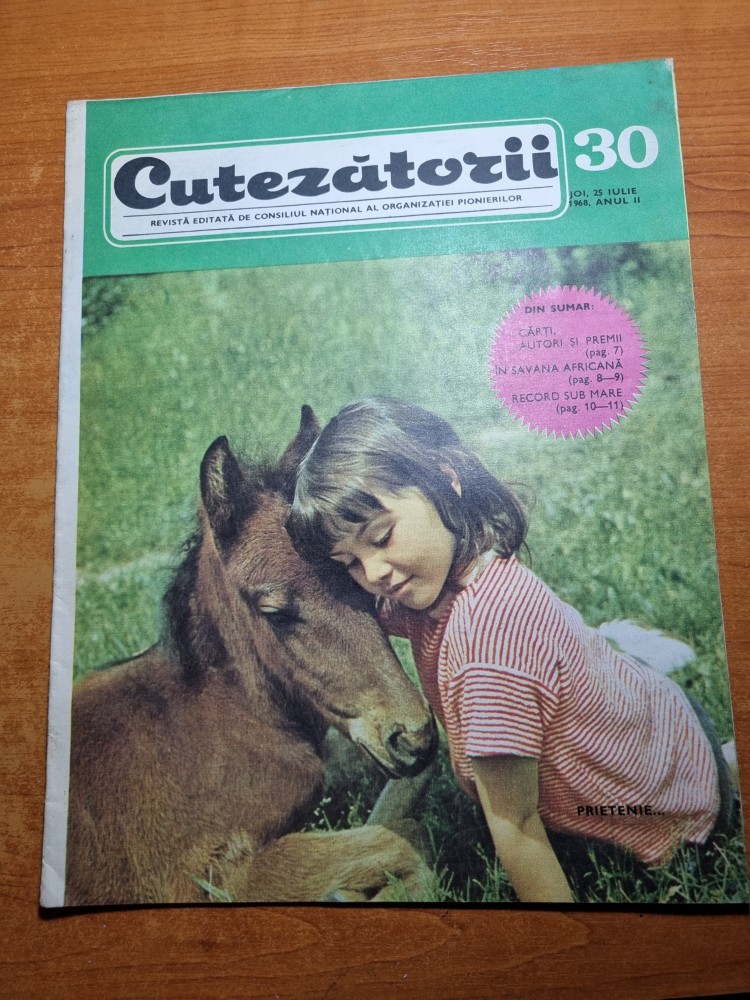 Cutezătorii
REVISTĂ EDITATĂ DE CONSILIUL NAȚIONAL AL ORGANIZAȚIEI PIONIERILOR
30
JOI, 25 IULIE
1968, ANUL II
DIN SUMAR:
CĂRȚI,
AUTORI ȘI PREMII
(pag. 7)
ÎN SAVANA AFRICANĂ
(pag. 8—9)
RECORD SUB MARE
(pag. 10—11)
PRIETENIE...